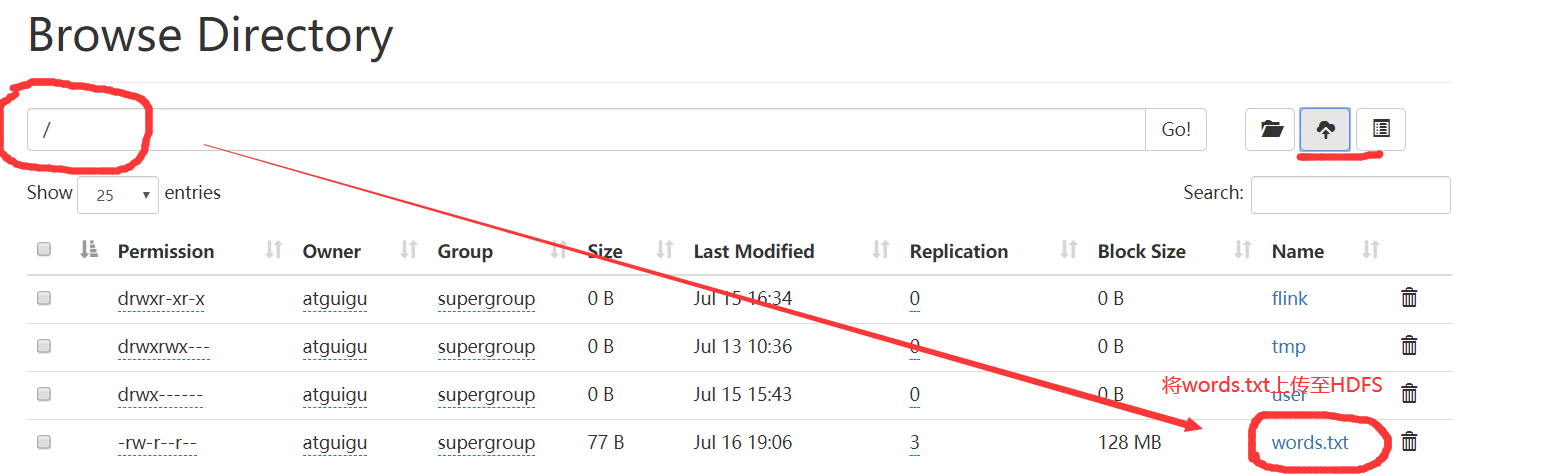 Browse Directory
/ Go!
Show 25 entries Search:
Permission Owner Group Size Last Modified Replication Block Size Name
drwxr-xr-x atguigu supergroup 0 B Jul 15 16:34 0 0 B flink
drwxrwx--- atguigu supergroup 0 B Jul 13 10:36 0 0 B tmp
将words.txt上传至HDFS
drwx------ atguigu supergroup 0 B Jul 15 15:43 0 0 B user
-rw-r--r-- atguigu supergroup 77 B Jul 16 19:06 3 128 MB words.txt